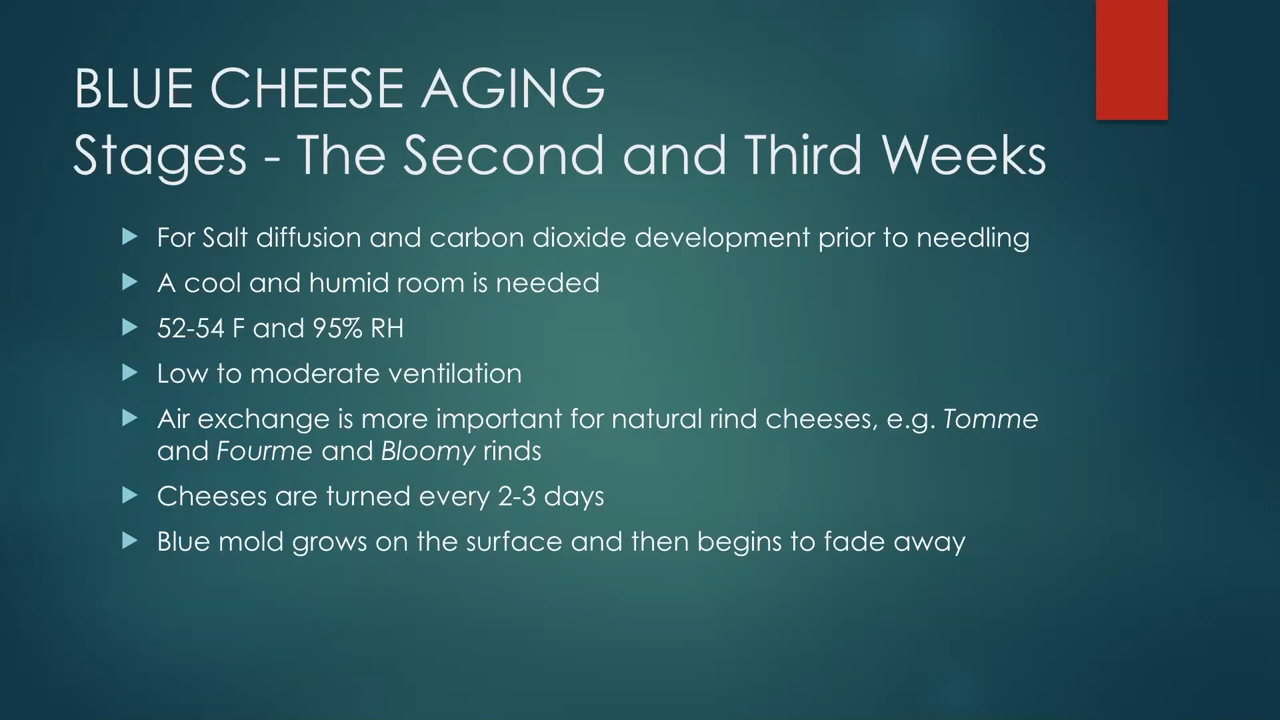 BLUE CHEESE AGING
Stages - The Second and Third Weeks
For Salt diffusion and carbon dioxide development prior to needling
A cool and humid room is needed
52-54 F and 95% RH
Low to moderate ventilation
Air exchange is more important for natural rind cheeses, e.g. Tomme
and Fourme and Bloomy rinds
Cheeses are turned every 2-3 days
Blue mold grows on the surface and then begins to fade away